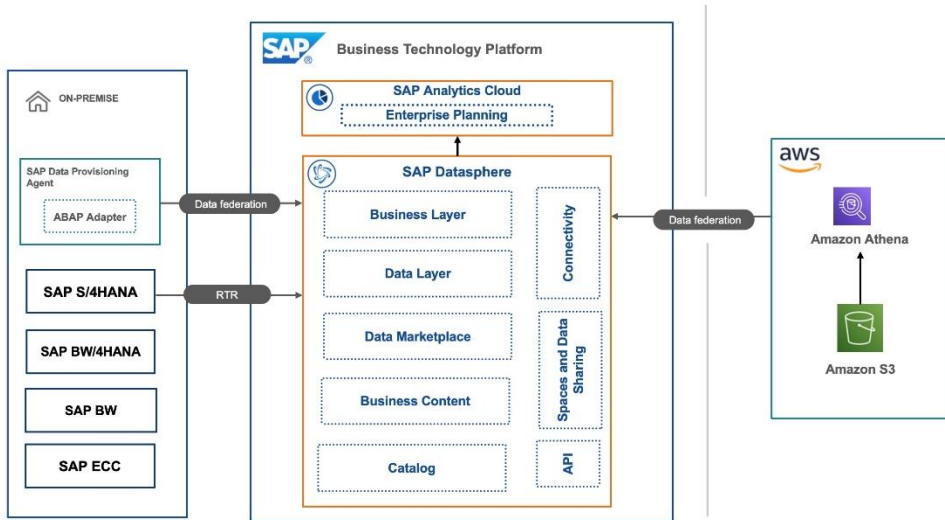 ON-PREMISE
SAP Data Provisioning
Agent
ABAP Adapter
SAP S/4HANA
SAP BW/4HANA
SAP BW
SAP ECC
Data federation
RTR
SAP®
Business Technology Platform
SAP Analytics Cloud
Enterprise Planning
SAP Datasphere
Business Layer
Data Layer
Data Marketplace
Business Content
Catalog
Connectivity
Spaces and Data
Sharing
API
Data federation
aws
Amazon Athena
Amazon S3